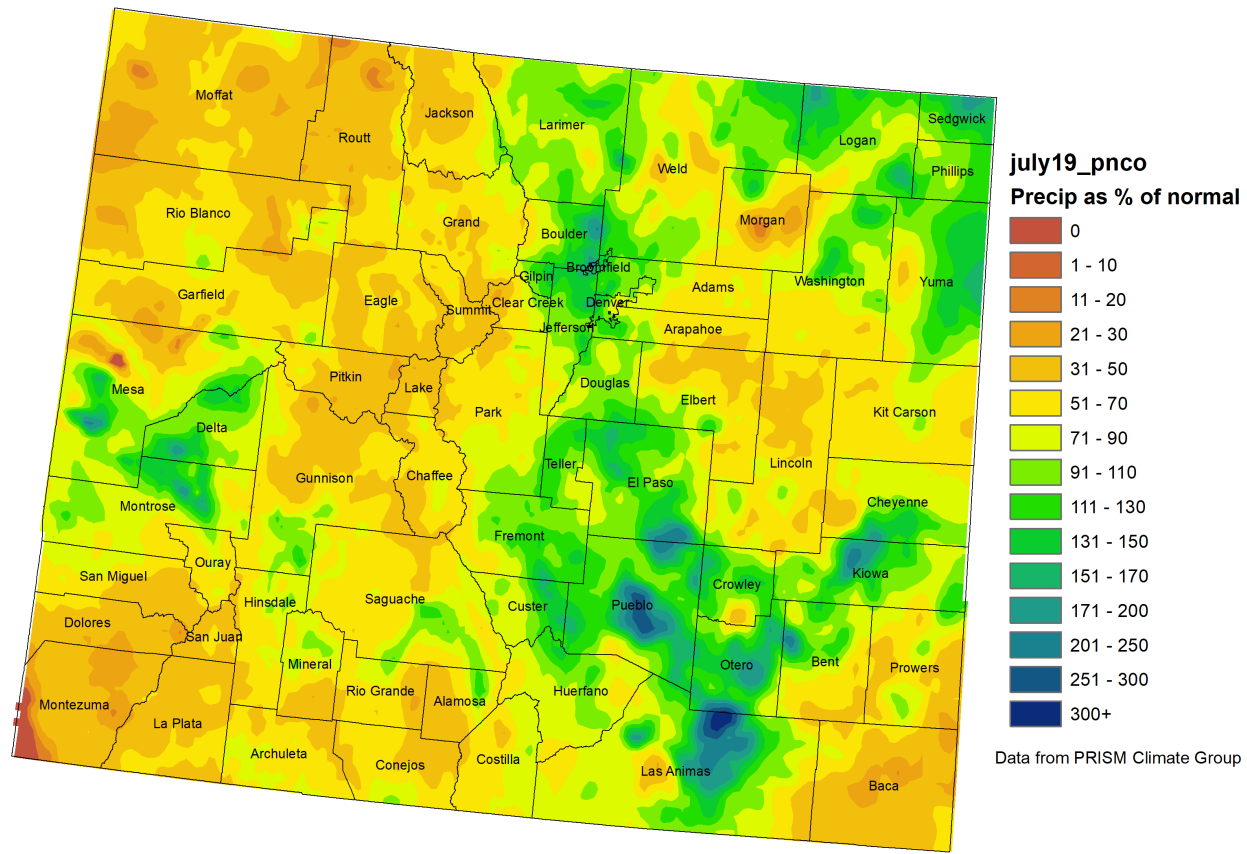 july19_pnco
Precip as % of normal
0
1 - 10
11 - 20
21 - 30
31 - 50
51 - 70
71 - 90
91 - 110
111 - 130
131 - 150
151 - 170
171 - 200
201 - 250
251 - 300
300+
Data from PRISM Climate Group
Moffat
Routt
Jackson
Larimer
Weld
Logan
Sedgwick
Phillips
Rio Blanco
Grand
Boulder
Morgan
Broomfield
Gilpin
Garfield
Eagle
Summit
Clear Creek
Denver
Adams
Washington
Yuma
Jefferson
Arapahoe
Mesa
Pitkin
Lake
Park
Douglas
Elbert
Kit Carson
Delta
Gunnison
Chaffee
Teller
El Paso
Lincoln
Montrose
Cheyenne
Fremont
Ouray
San Miguel
Hinsdale
Saguache
Custer
Pueblo
Crowley
Kiowa
Dolores
San Juan
Mineral
Otero
Bent
Prowers
Montezuma
La Plata
Rio Grande
Alamosa
Huerfano
Archuleta
Conejos
Costilla
Las Animas
Baca